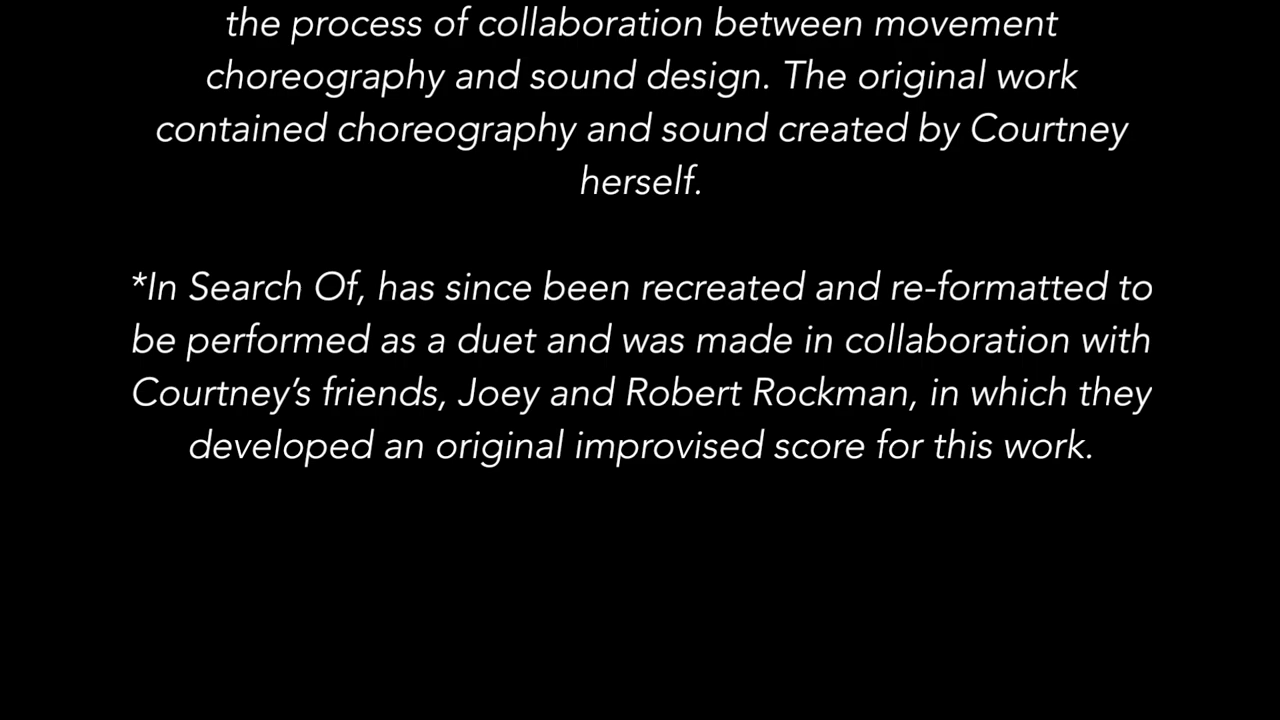 the process of collaboration between movement
choreography and sound design. The original work
contained choreography and sound created by Courtney
herself.
*In Search Of, has since been recreated and re-formatted to
be performed as a duet and was made in collaboration with
Courtney’s friends, Joey and Robert Rockman, in which they
developed an original improvised score for this work.